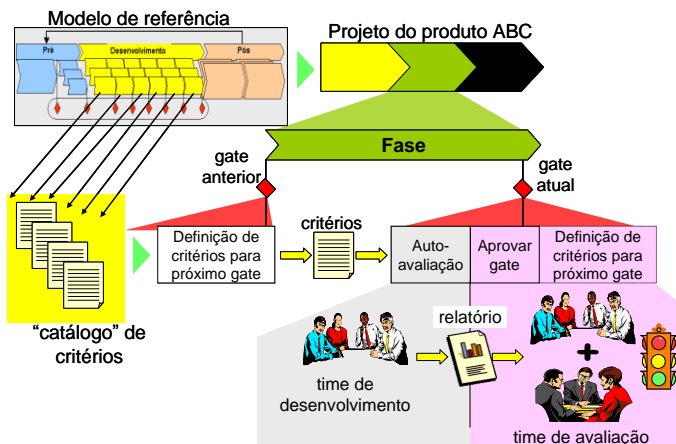 Modelo de referência
Pré
Desenvolvimento
Pós
Projeto do produto ABC
Fase
gate
anterior
gate
atual
critérios
Definição de
critérios para
próximo gate
Auto-
avaliação
Aprovar
gate
Definição de
critérios para
próximo gate
“catálogo” de
critérios
relatório
time de
desenvolvimento
time de avaliação